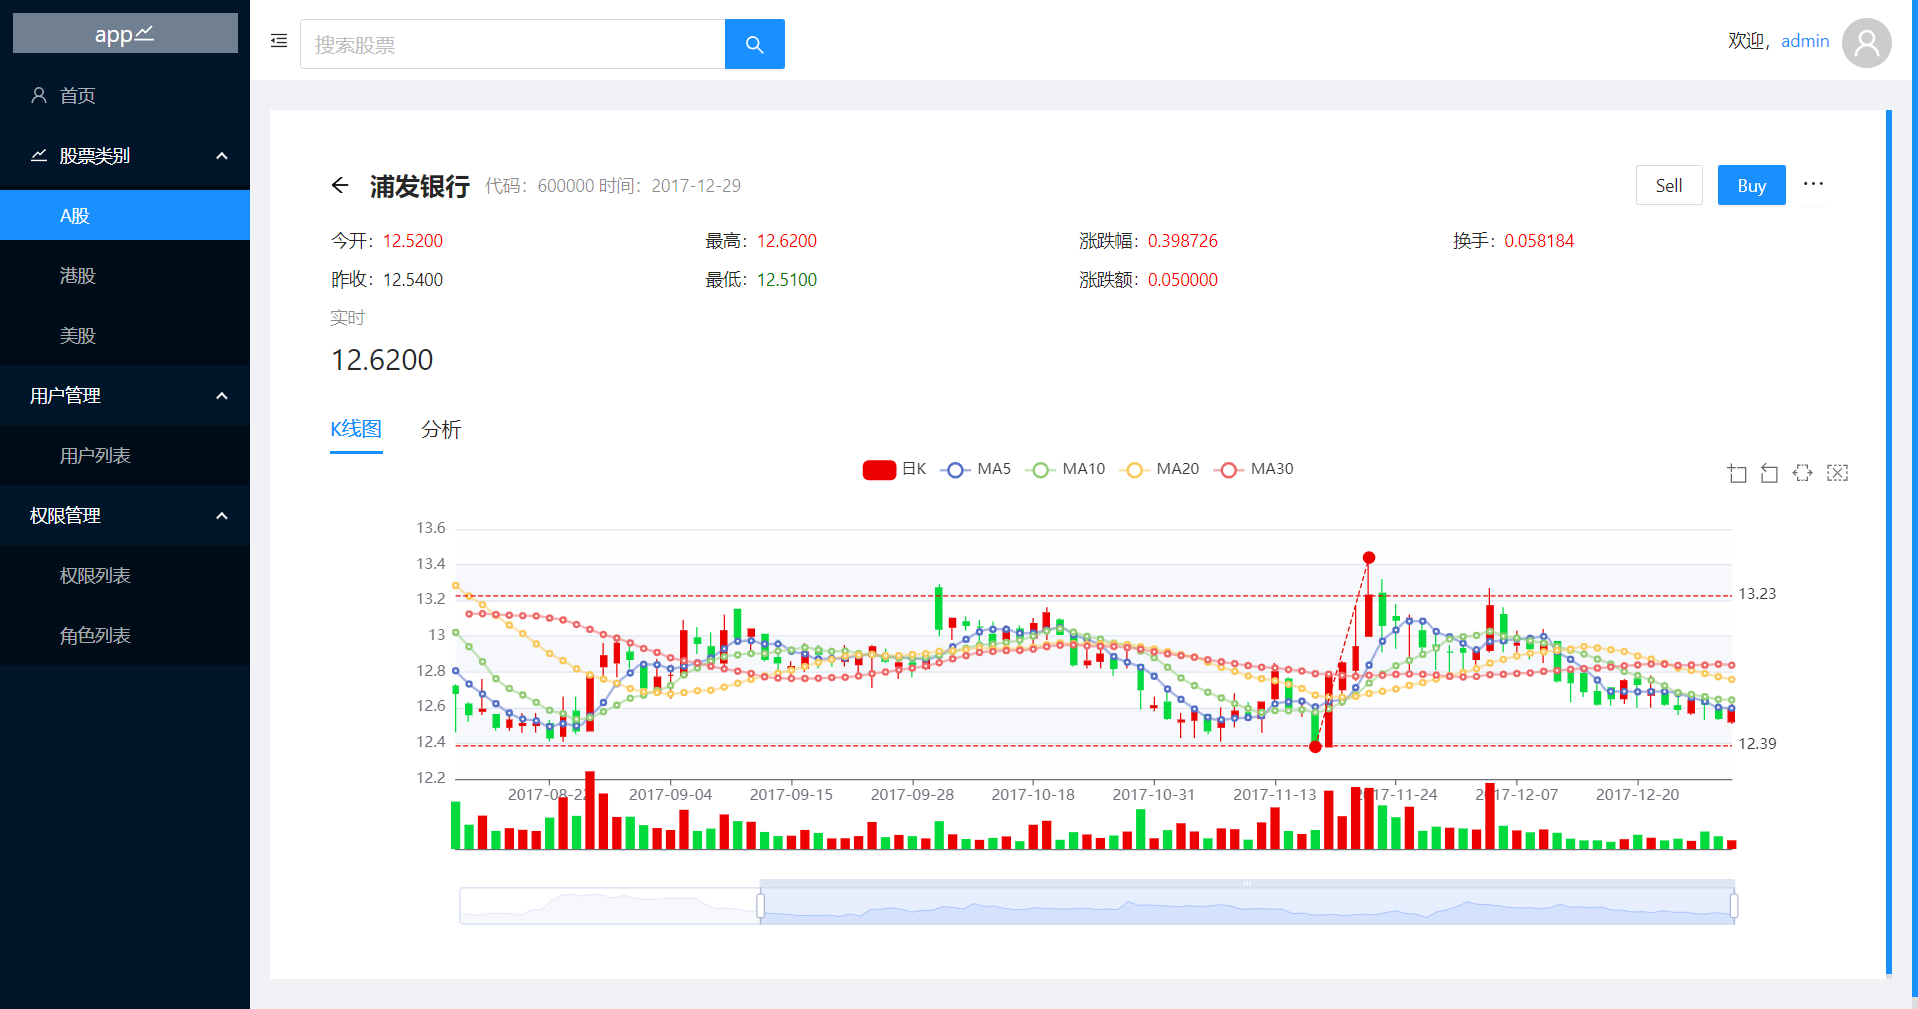 app
首页
股票类别
A股
港股
美股
用户管理
用户列表
权限管理
权限列表
角色列表
搜索股票
欢迎，admin
浦发银行 代码：600000 时间：2017-12-29
Sell Buy ···
今开：12.5200 最高：12.6200 涨跌幅：0.398726 换手：0.058184
昨收：12.5400 最低：12.5100 涨跌额：0.050000
实时
12.6200
K线图 分析
日K MA5 MA10 MA20 MA30
13.6
13.4
13.2
13.23
13
12.8
12.6
12.4
12.39
12.2
2017-08-22 2017-09-04 2017-09-15 2017-09-28 2017-10-18 2017-10-31 2017-11-13 2017-11-24 2017-12-07 2017-12-20